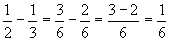 1/2 - 1/3 = 3/6 - 2/6 = (3 - 2)/6 = 1/6